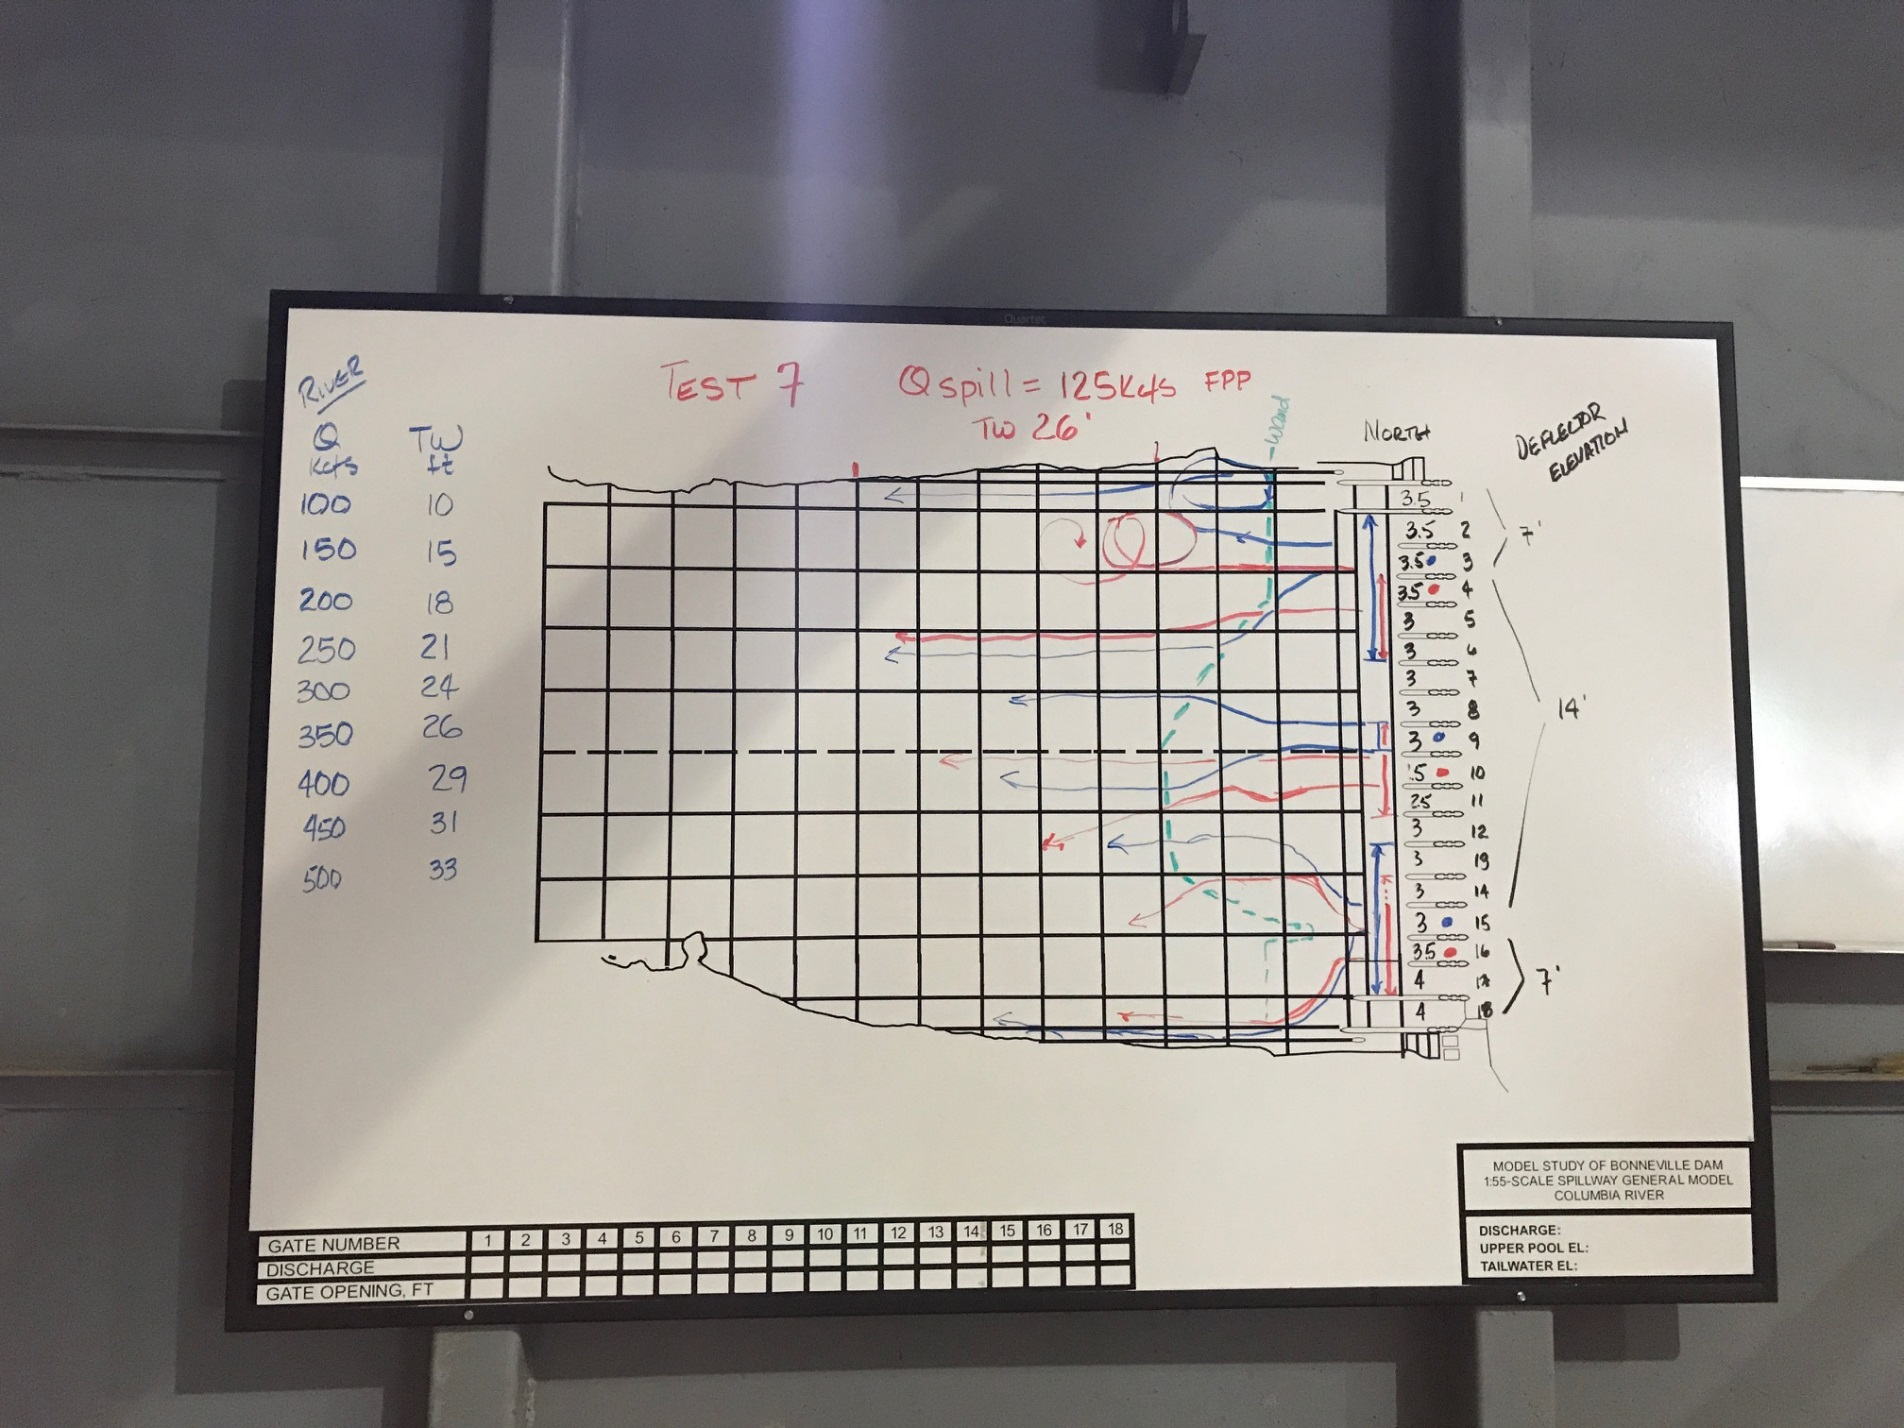 Quartet
RIVER
TEST 7 Qspill = 125Kcfs FPP
TW 26'
Wand
NORTH
DEFLECTOR
ELEVATION
Q TW
Kcfs ft
100 10
150 15
200 18
250 21
300 24
350 26
400 29
450 31
500 33
3.5 1
3.5 2
3.5 3
3.5 4
3 5
3 6
3 7
3 8
3 9
.5 10
2.5 11
3 12
3 13
3 14
3 15
3.5 16
4 17
4 18
7'
14'
7'
MODEL STUDY OF BONNEVILLE DAM
1:55-SCALE SPILLWAY GENERAL MODEL
COLUMBIA RIVER
DISCHARGE:
UPPER POOL EL:
TAILWATER EL:
GATE NUMBER 1 2 3 4 5 6 7 8 9 10 11 12 13 14 15 16 17 18
DISCHARGE
GATE OPENING, FT